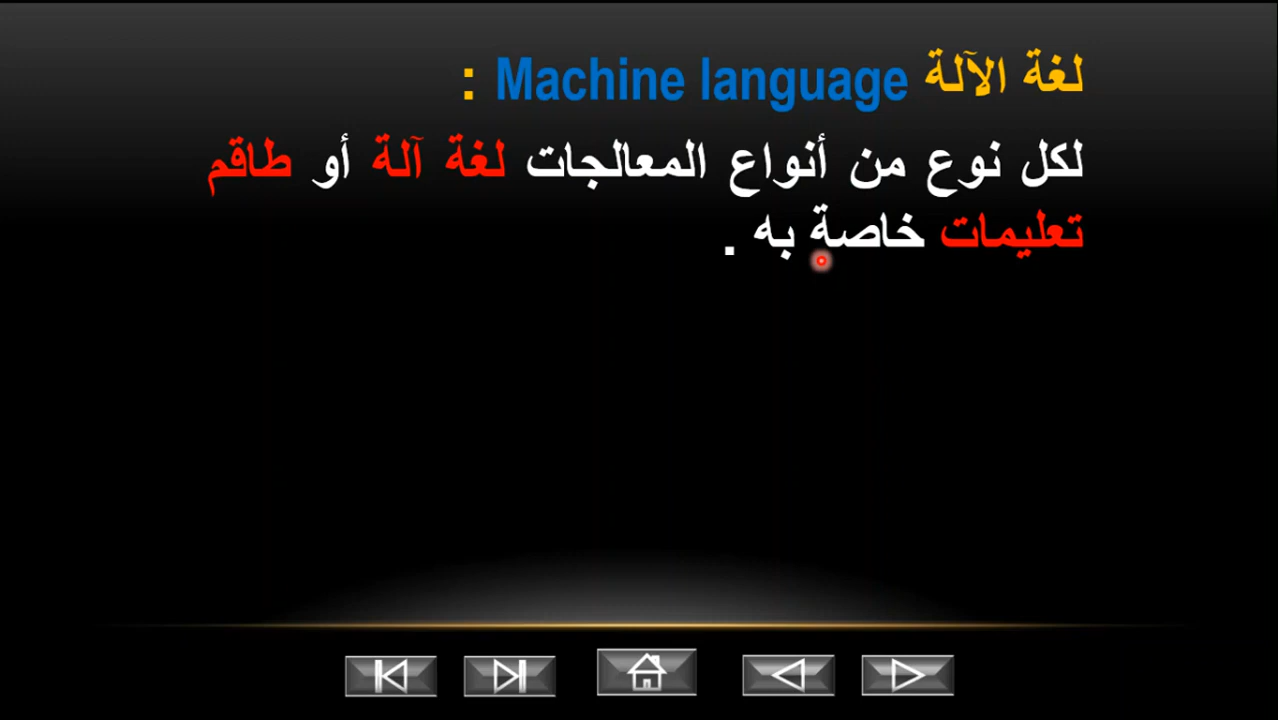 لغة الآلة Machine language :
لكل نوع من أنواع المعالجات لغة آلة أو طاقم
تعليمات خاصة به .